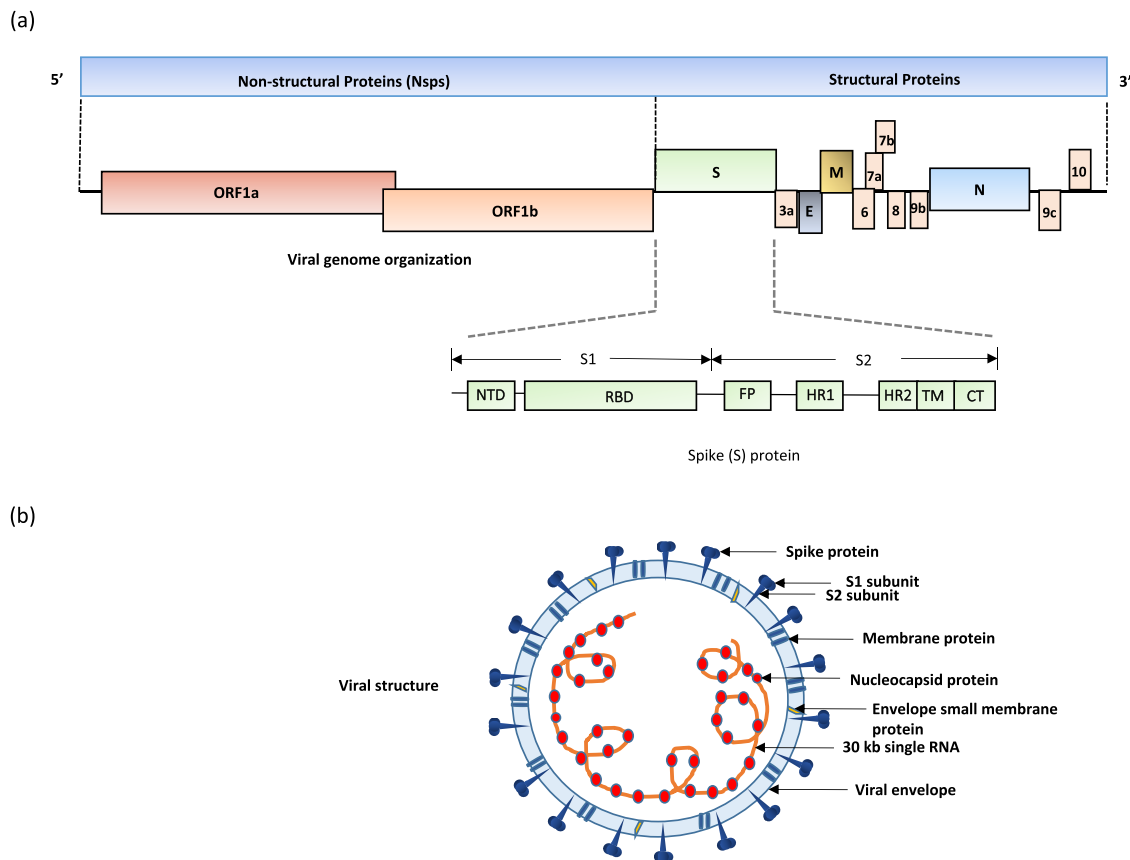 (a)
5’
Non-structural Proteins (Nsps)
Structural Proteins
3’
ORF1a
ORF1b
S
3a
E
M
6
7a
7b
8
9b
N
9c
10
Viral genome organization
S1
S2
NTD
RBD
FP
HR1
HR2
TM
CT
Spike (S) protein
(b)
Viral structure
Spike protein
S1 subunit
S2 subunit
Membrane protein
Nucleocapsid protein
Envelope small membrane
protein
30 kb single RNA
Viral envelope